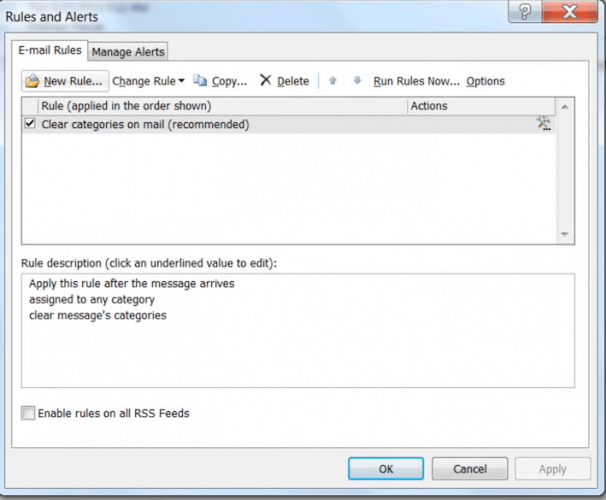 Rules and Alerts
E-mail Rules Manage Alerts
New Rule... Change Rule Copy... Delete Run Rules Now... Options
Rule (applied in the order shown) Actions
Clear categories on mail (recommended)
Rule description (click an underlined value to edit):
Apply this rule after the message arrives
assigned to any category
clear message's categories
Enable rules on all RSS Feeds
OK Cancel Apply